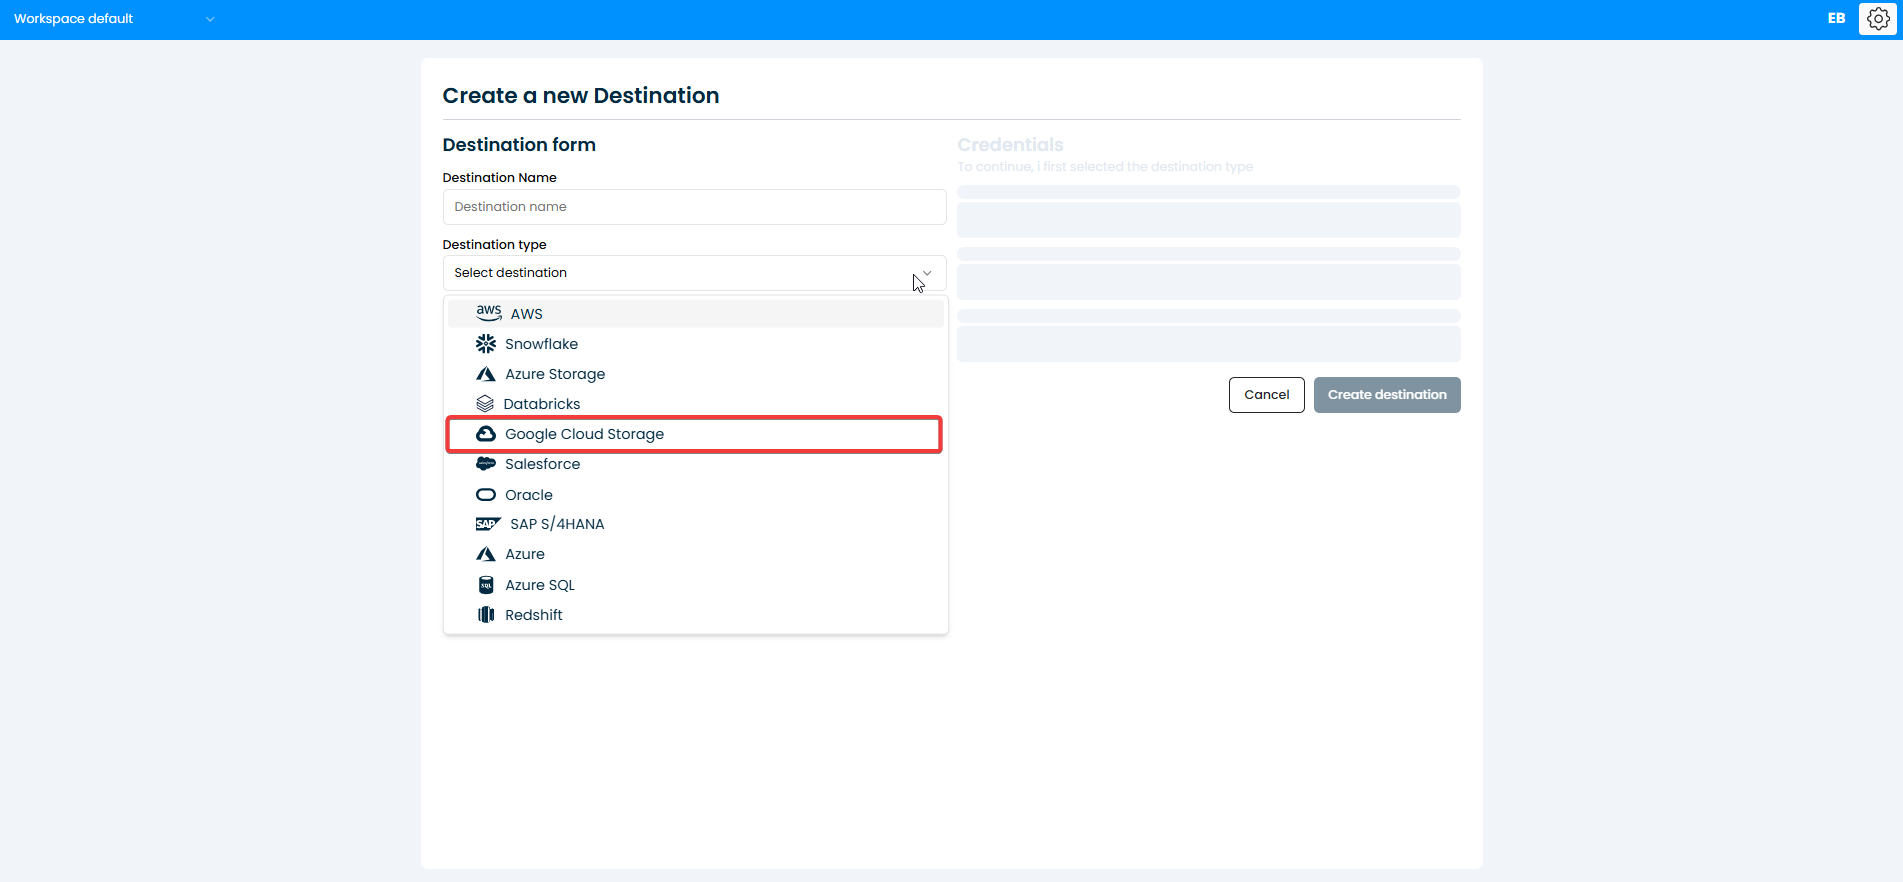 Workspace default
EB
Create a new Destination
Destination form
Destination Name
Destination name
Destination type
Select destination
aws AWS
Snowflake
Azure Storage
Databricks
Google Cloud Storage
Salesforce
Oracle
SAP SAP S/4HANA
Azure
SQL Azure SQL
Redshift
Credentials
To continue, i first selected the destination type
Cancel
Create destination